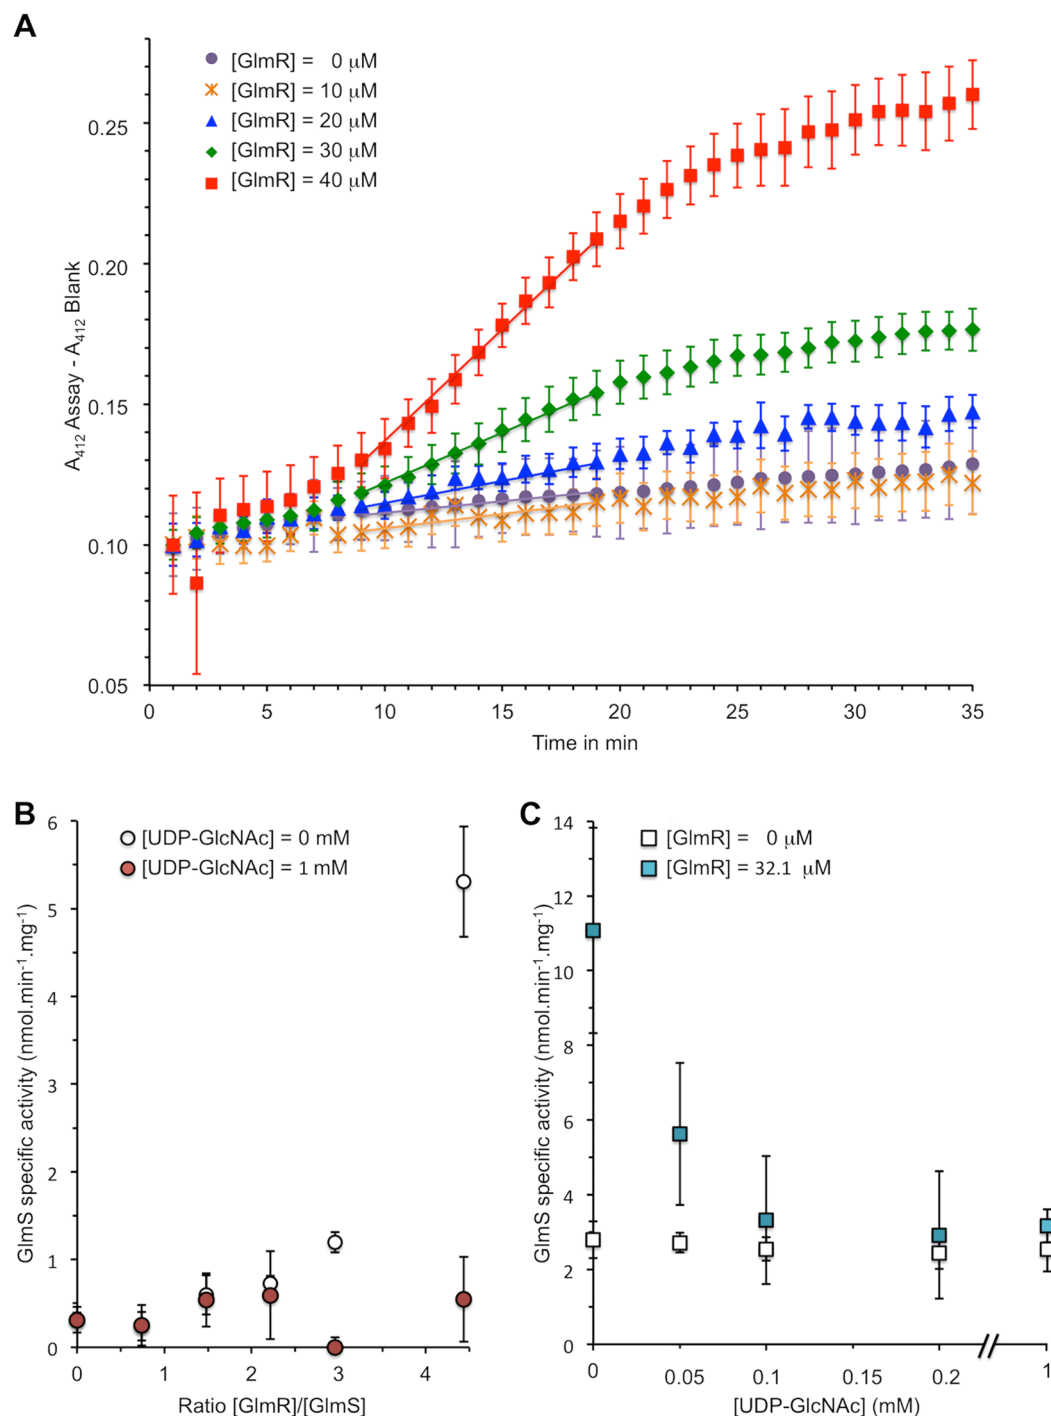 A
[GlmR] = 0 μM
[GlmR] = 10 μM
[GlmR] = 20 μM
[GlmR] = 30 μM
[GlmR] = 40 μM
A412 Assay - A412 Blank
0.25
0.20
0.15
0.10
0.05
0 5 10 15 20 25 30 35
Time in min
B
[UDP-GlcNAc] = 0 mM
[UDP-GlcNAc] = 1 mM
GlmS specific activity (nmol.min-1.mg-1)
6
5
4
3
2
1
0
0 1 2 3 4
Ratio [GlmR]/[GlmS]
C
[GlmR] = 0 μM
[GlmR] = 32.1 μM
GlmS specific activity (nmol.min-1.mg-1)
14
12
10
8
6
4
2
0
0 0.05 0.1 0.15 0.2 1
[UDP-GlcNAc] (mM)